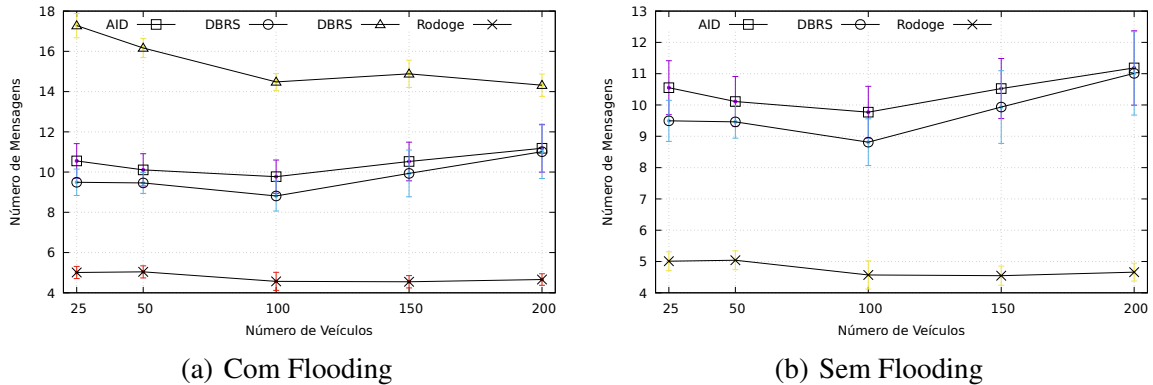 18
16
14
12
10
8
6
4
25
50
100
150
200
Número de Mensagens
Número de Veículos
AID
DBRS
DBRS
Rodoge
(a) Com Flooding
13
12
11
10
9
8
7
6
5
4
25
50
100
150
200
Número de Mensagens
Número de Veículos
AID
DBRS
Rodoge
(b) Sem Flooding